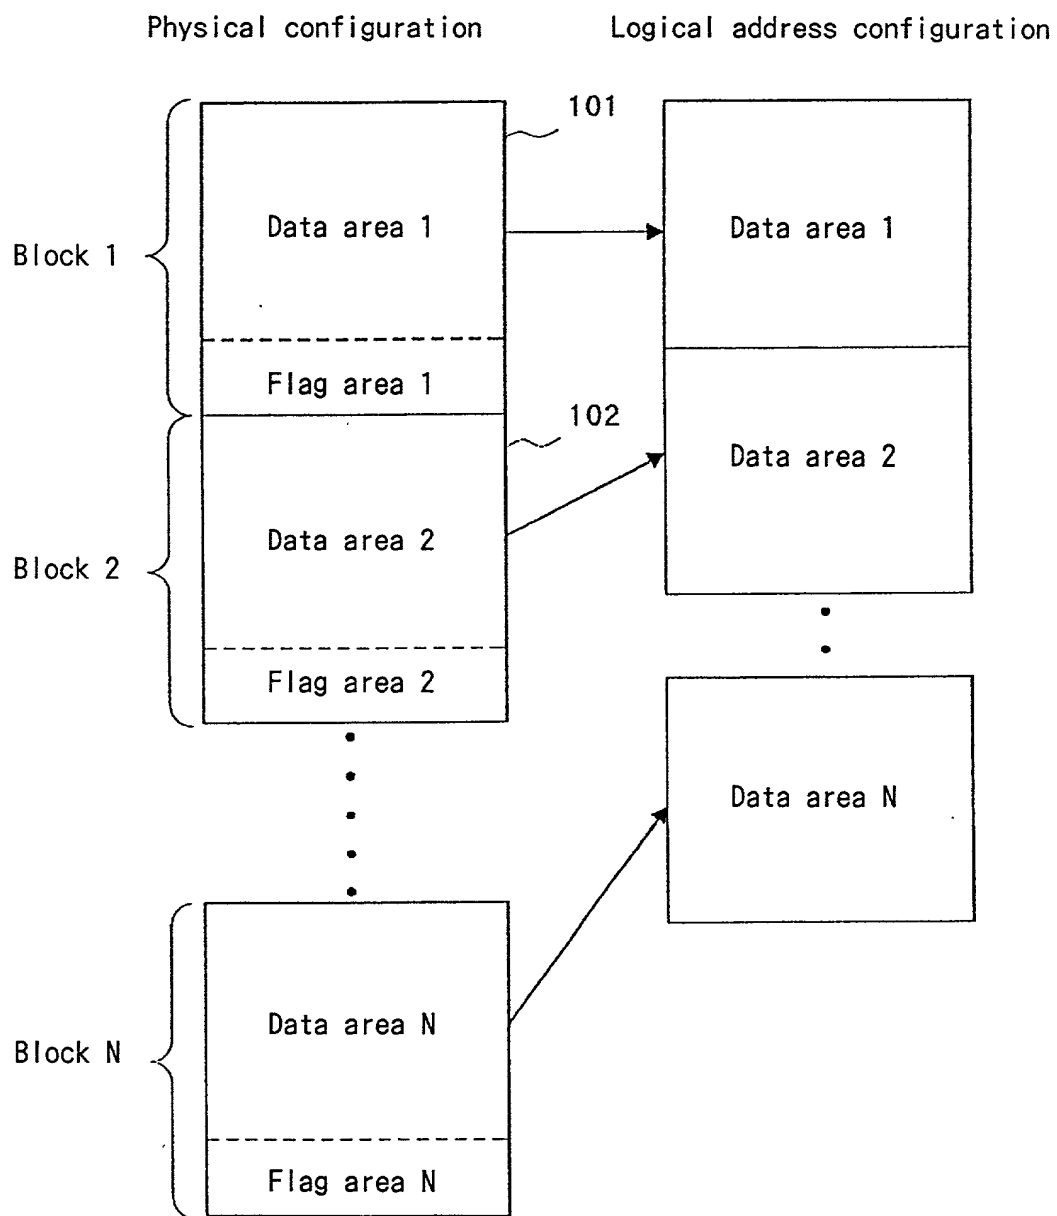 Physical configuration
Logical address configuration
101
Data area 1
Data area 1
Block 1
Flag area 1
102
Data area 2
Data area 2
Block 2
Flag area 2
Data area N
Data area N
Block N
Flag area N